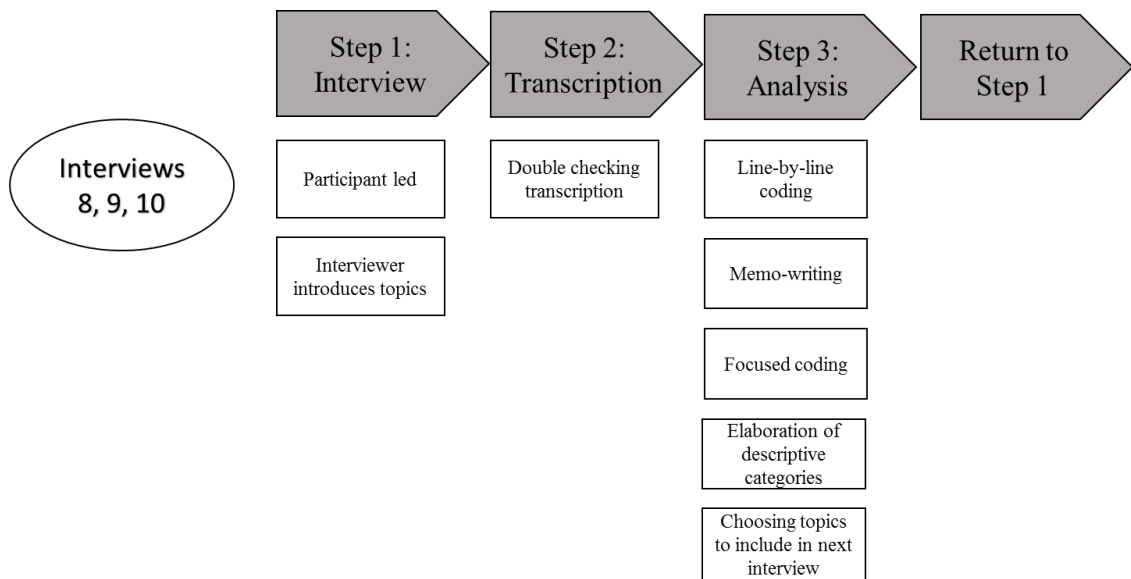 Step 1:
Interview
Step 2:
Transcription
Step 3:
Analysis
Return to
Step 1
Interviews
8, 9, 10
Participant led
Interviewer
introduces topics
Double checking
transcription
Line-by-line
coding
Memo-writing
Focused coding
Elaboration of
descriptive
categories
Choosing topics
to include in next
interview